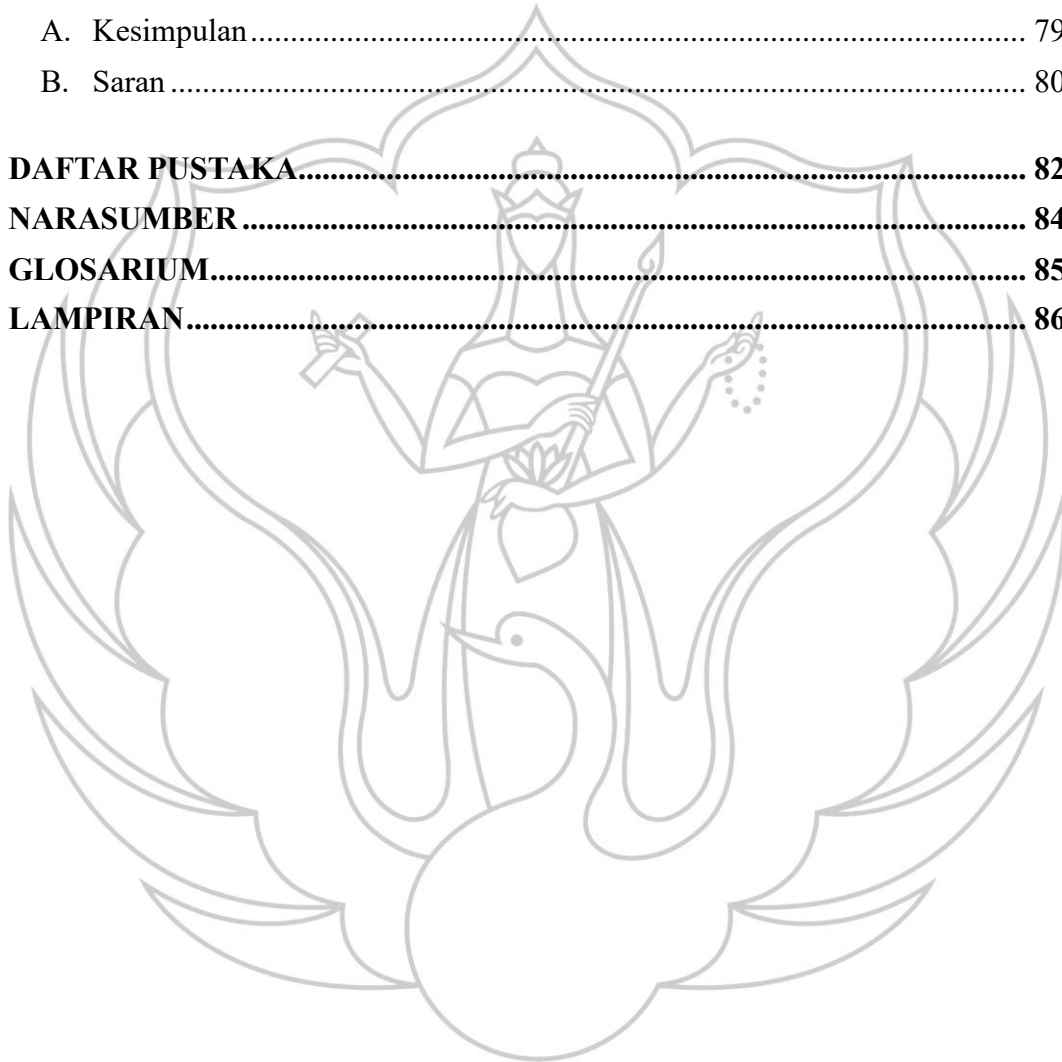 A. Kesimpulan.................................................................................................. 79
B. Saran ............................................................................................................ 80
DAFTAR PUSTAKA........................................................................................... 82
NARASUMBER .................................................................................................. 84
GLOSARIUM...................................................................................................... 85
LAMPIRAN......................................................................................................... 86